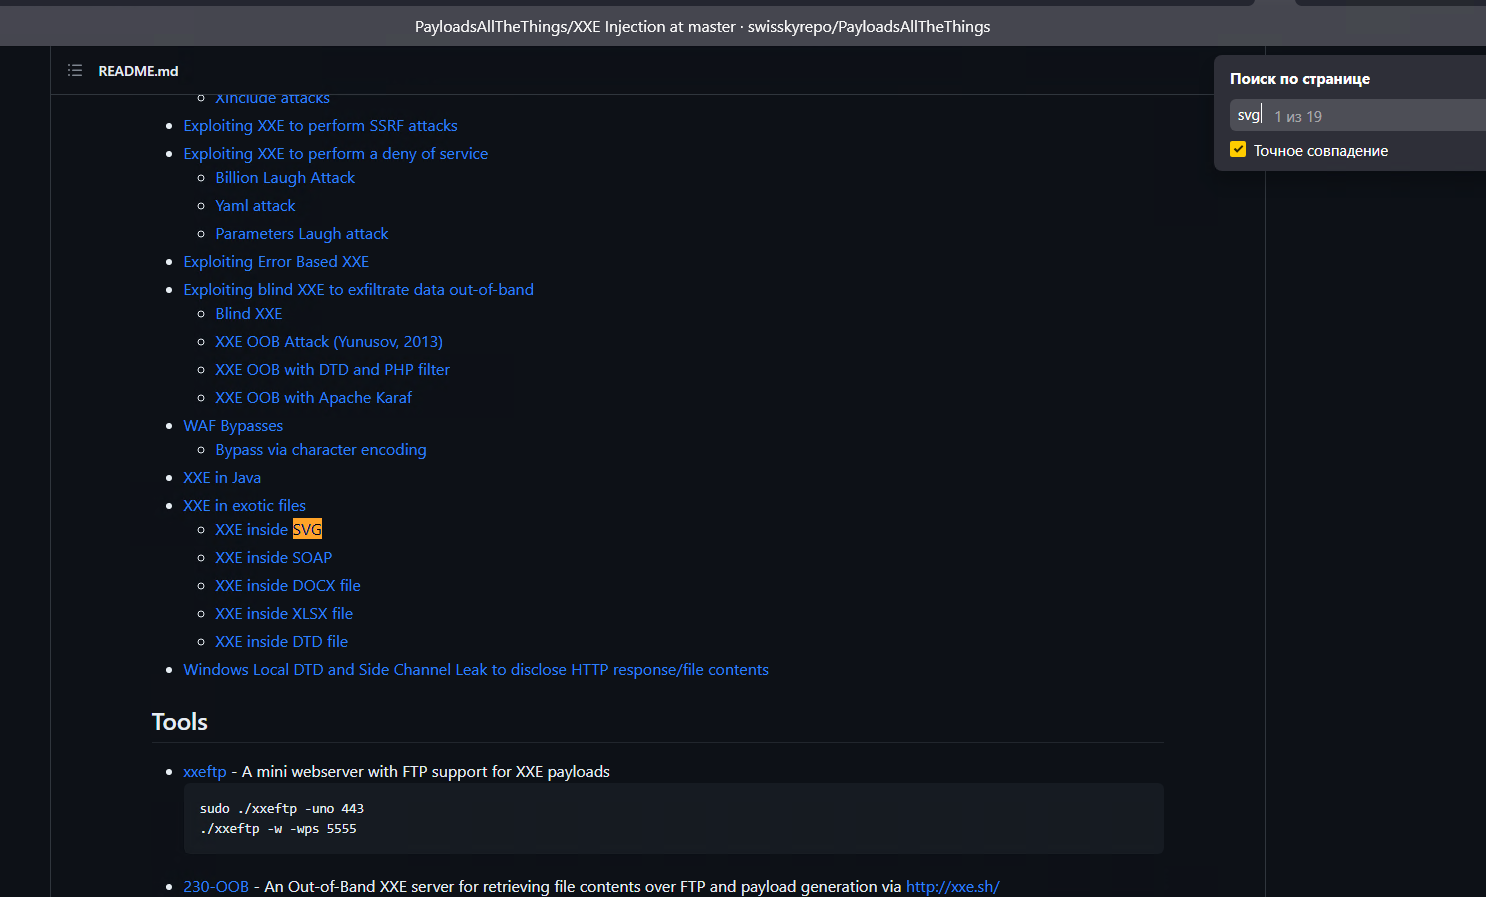 PayloadsAllTheThings/XXE Injection at master · swisskyrepo/PayloadsAllTheThings
README.md
Поиск по странице
svg 1 из 19
Точное совпадение
XInclude attacks
Exploiting XXE to perform SSRF attacks
Exploiting XXE to perform a deny of service
Billion Laugh Attack
Yaml attack
Parameters Laugh attack
Exploiting Error Based XXE
Exploiting blind XXE to exfiltrate data out-of-band
Blind XXE
XXE OOB Attack (Yunusov, 2013)
XXE OOB with DTD and PHP filter
XXE OOB with Apache Karaf
WAF Bypasses
Bypass via character encoding
XXE in Java
XXE in exotic files
XXE inside SVG
XXE inside SOAP
XXE inside DOCX file
XXE inside XLSX file
XXE inside DTD file
Windows Local DTD and Side Channel Leak to disclose HTTP response/file contents
Tools
xxeftp - A mini webserver with FTP support for XXE payloads
sudo ./xxeftp -uno 443
./xxeftp -w -wps 5555
230-OOB - An Out-of-Band XXE server for retrieving file contents over FTP and payload generation via http://xxe.sh/